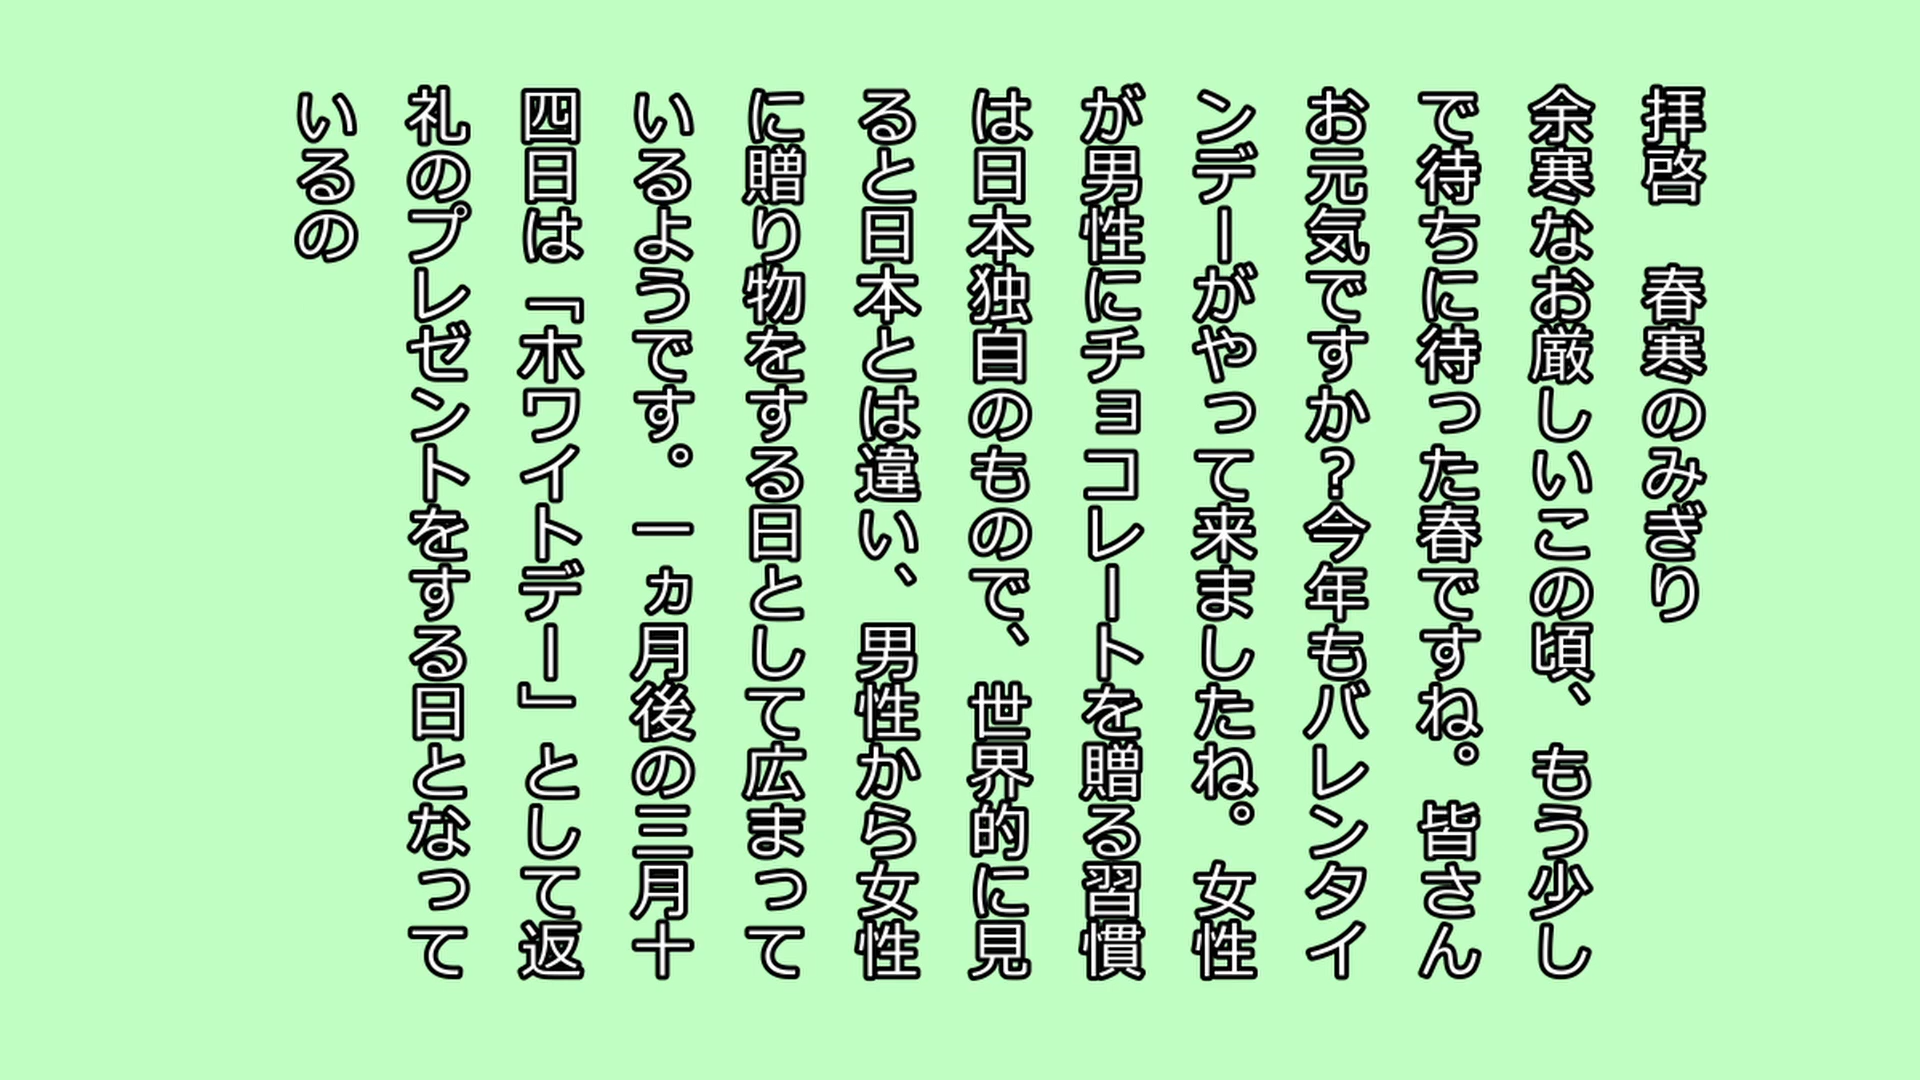 拝啓　春寒のみぎり
余寒なお厳しいこの頃、もう少し
で待ちに待った春ですね。皆さん
お元気ですか?今年もバレンタイ
ンデーがやって来ましたね。女性
が男性にチョコレートを贈る習慣
は日本独自のもので、世界的に見
ると日本とは違い、男性から女性
に贈り物をする日として広まって
いるようです。一ヵ月後の三月十
四日は「ホワイトデー」として返
礼のプレゼントをする日となって
いるの